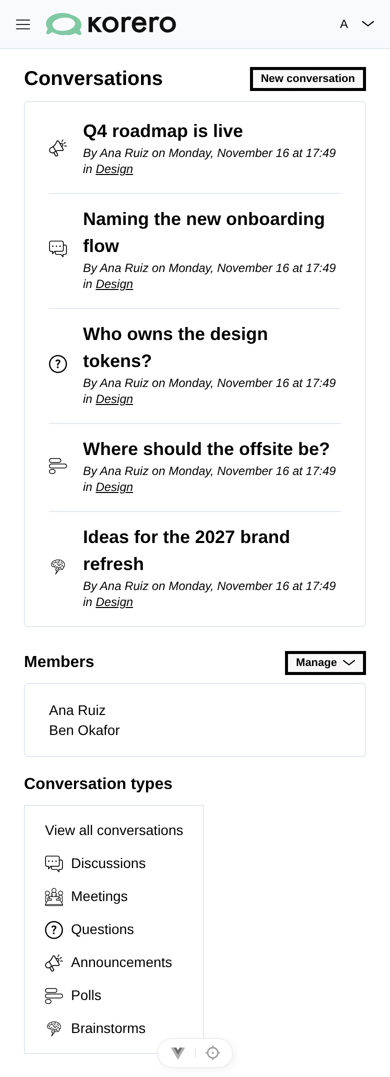 korero
A
Conversations
New conversation
Q4 roadmap is live
By Ana Ruiz on Monday, November 16 at 17:49
in Design
Naming the new onboarding
flow
By Ana Ruiz on Monday, November 16 at 17:49
in Design
Who owns the design
tokens?
By Ana Ruiz on Monday, November 16 at 17:49
in Design
Where should the offsite be?
By Ana Ruiz on Monday, November 16 at 17:49
in Design
Ideas for the 2027 brand
refresh
By Ana Ruiz on Monday, November 16 at 17:49
in Design
Members
Manage
Ana Ruiz
Ben Okafor
Conversation types
View all conversations
Discussions
Meetings
Questions
Announcements
Polls
Brainstorms